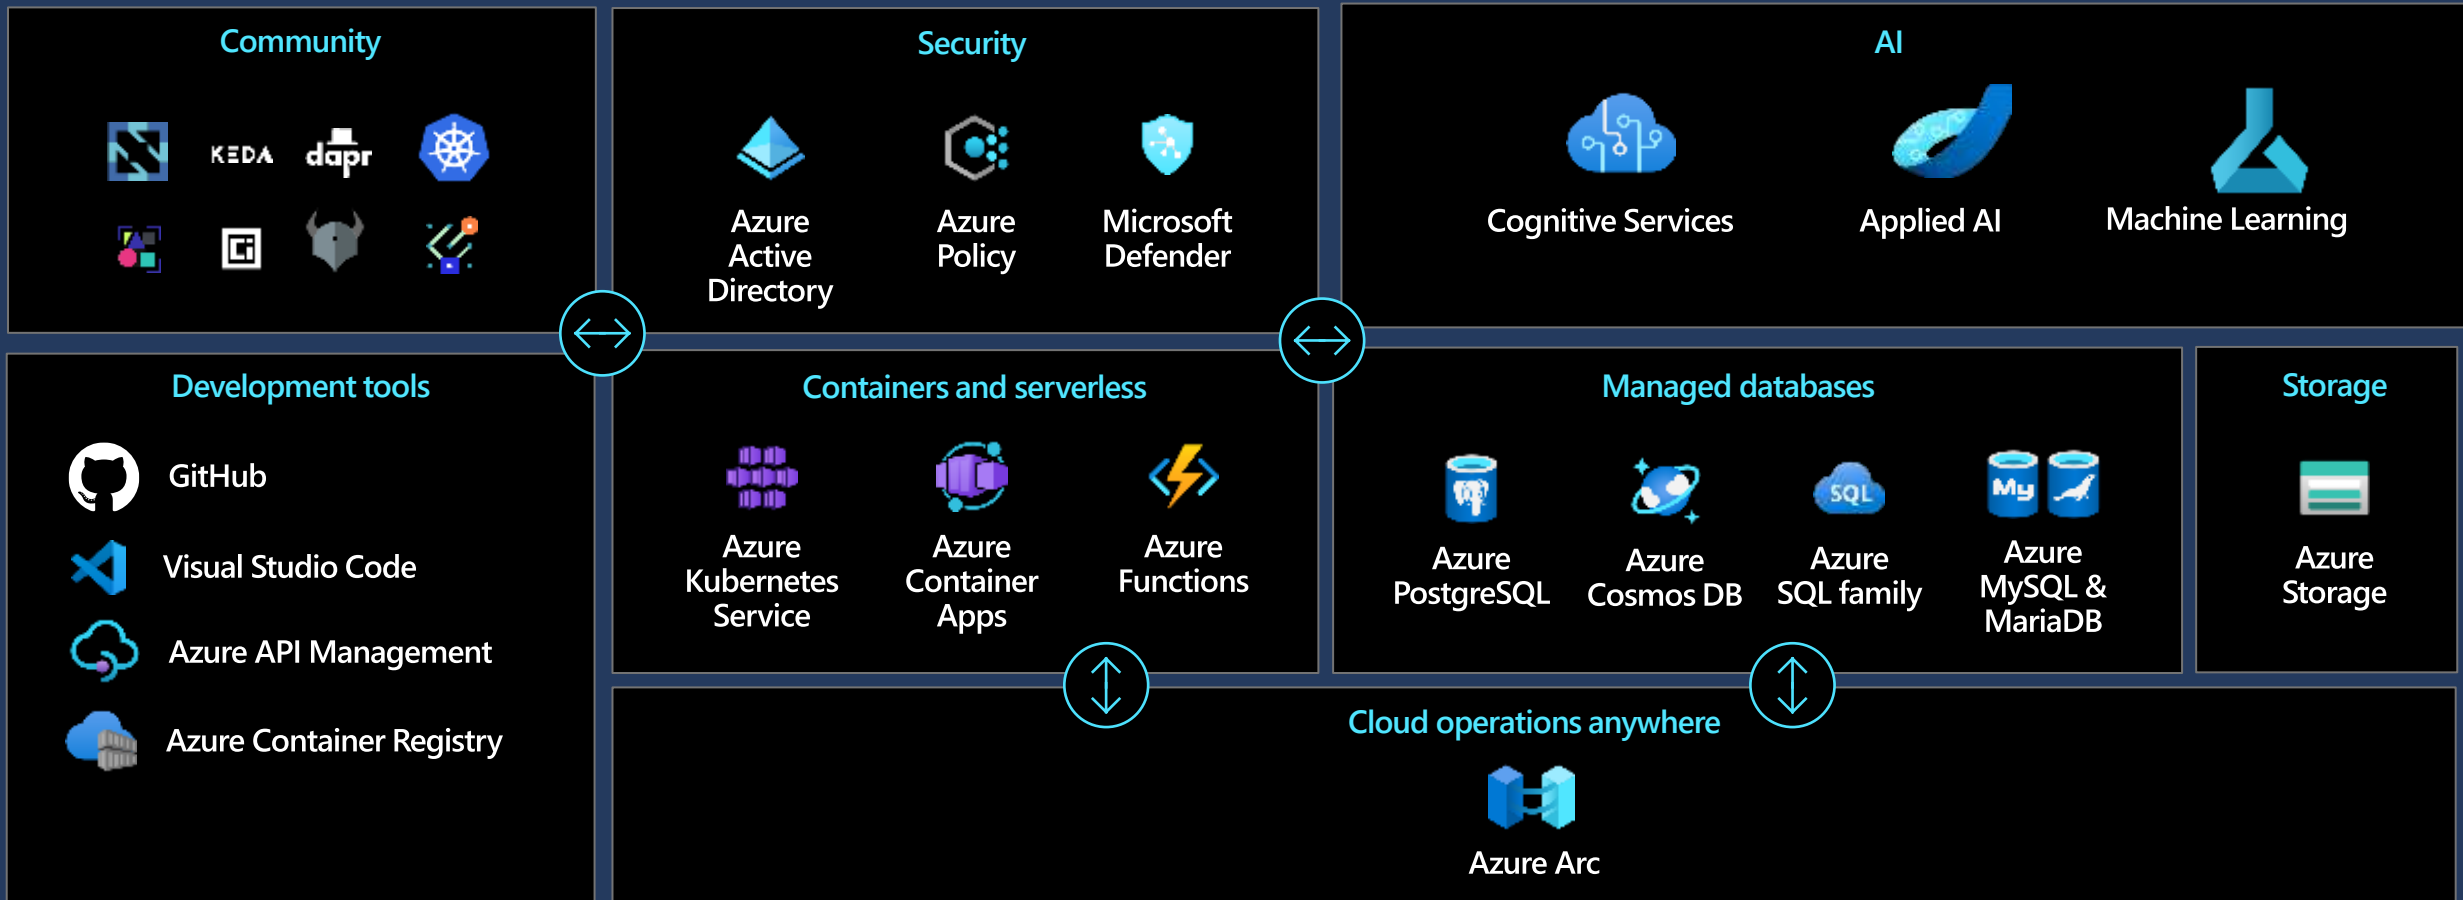 Community
KEDA
dapr
Ci
Security
Azure
Active
Directory
Azure
Policy
Microsoft
Defender
AI
Cognitive Services
Applied AI
Machine Learning
Development tools
GitHub
Visual Studio Code
Azure API Management
Azure Container Registry
Containers and serverless
Azure
Kubernetes
Service
Azure
Container
Apps
Azure
Functions
Managed databases
Azure
PostgreSQL
Azure
Cosmos DB
SQL
Azure
SQL family
My
Azure
MySQL &
MariaDB
Storage
Azure
Storage
Cloud operations anywhere
Azure Arc